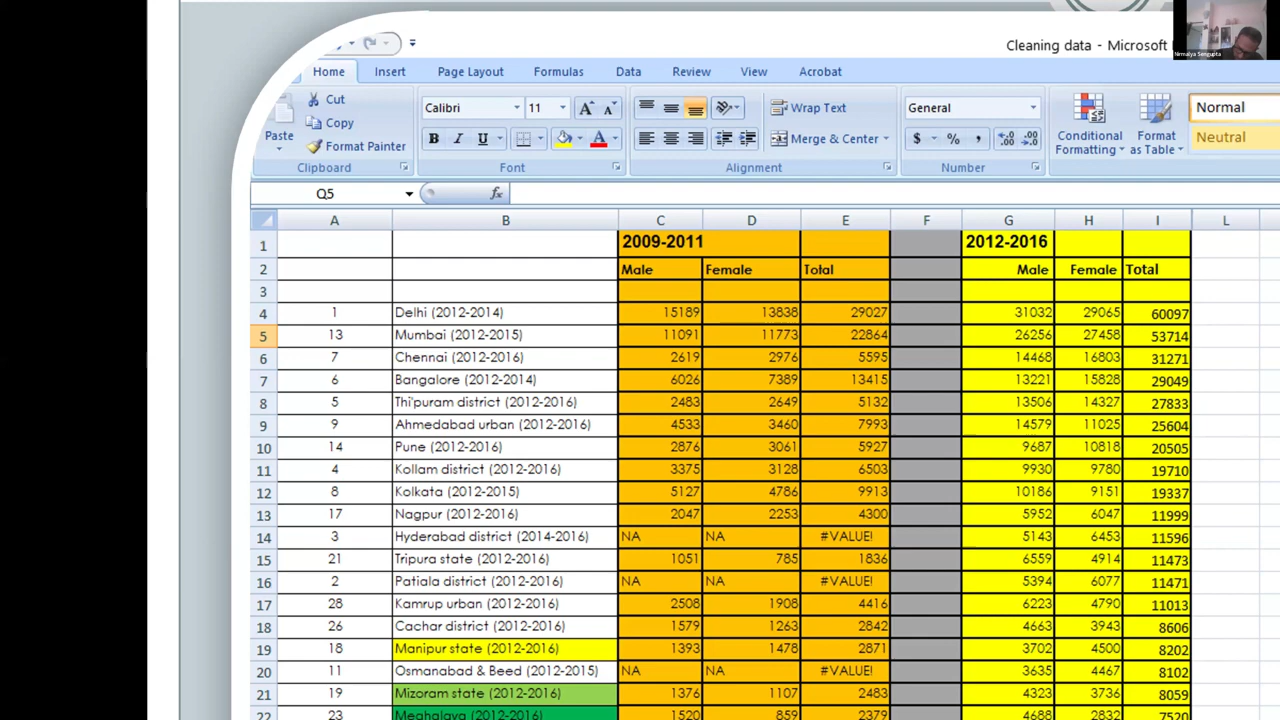 Cleaning data - Microsoft
Nirmalya Sengupta
Home Insert Page Layout Formulas Data Review View Acrobat
Cut
Copy
Paste
Format Painter
Calibri 11
Wrap Text
Merge & Center
General
Conditional Formatting
Format as Table
Normal
Neutral
Clipboard Font Alignment Number
Q5 fx
A B C D E F G H I L
1 2009-2011 2012-2016
2 Male Female Total Male Female Total
3
4 1 Delhi (2012-2014) 15189 13838 29027 31032 29065 60097
5 13 Mumbai (2012-2015) 11091 11773 22864 26256 27458 53714
6 7 Chennai (2012-2016) 2619 2976 5595 14468 16803 31271
7 6 Bangalore (2012-2014) 6026 7389 13415 13221 15828 29049
8 5 Thi'puram district (2012-2016) 2483 2649 5132 13506 14327 27833
9 9 Ahmedabad urban (2012-2016) 4533 3460 7993 14579 11025 25604
10 14 Pune (2012-2016) 2876 3061 5927 9687 10818 20505
11 4 Kollam district (2012-2016) 3375 3128 6503 9930 9780 19710
12 8 Kolkata (2012-2015) 5127 4786 9913 10186 9151 19337
13 17 Nagpur (2012-2016) 2047 2253 4300 5952 6047 11999
14 3 Hyderabad district (2014-2016) NA NA #VALUE! 5143 6453 11596
15 21 Tripura state (2012-2016) 1051 785 1836 6559 4914 11473
16 2 Patiala district (2012-2016) NA NA #VALUE! 5394 6077 11471
17 28 Kamrup urban (2012-2016) 2508 1908 4416 6223 4790 11013
18 26 Cachar district (2012-2016) 1579 1263 2842 4663 3943 8606
19 18 Manipur state (2012-2016) 1393 1478 2871 3702 4500 8202
20 11 Osmanabad & Beed (2012-2015) NA NA #VALUE! 3635 4467 8102
21 19 Mizoram state (2012-2016) 1376 1107 2483 4323 3736 8059
22 23 Meghalaya (2012-2016) 1520 859 2379 4688 2832 7520